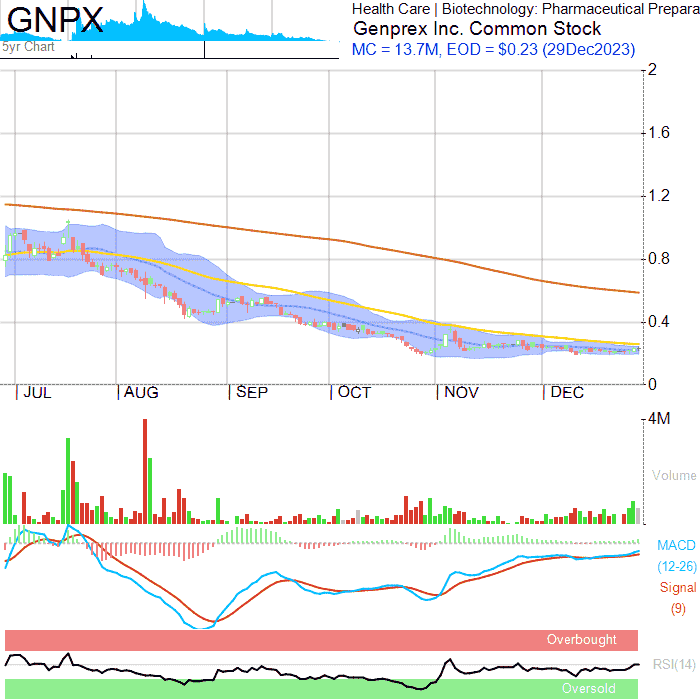 GNPX
5yr Chart
Health Care | Biotechnology: Pharmaceutical Prepara
Genprex Inc. Common Stock
MC = 13.7M, EOD = $0.23 (29Dec2023)
2
1.6
1.2
0.8
0.4
0
JUL AUG SEP OCT NOV DEC
4M
Volume
MACD
(12-26)
Signal
(9)
Overbought
RSI(14)
Oversold